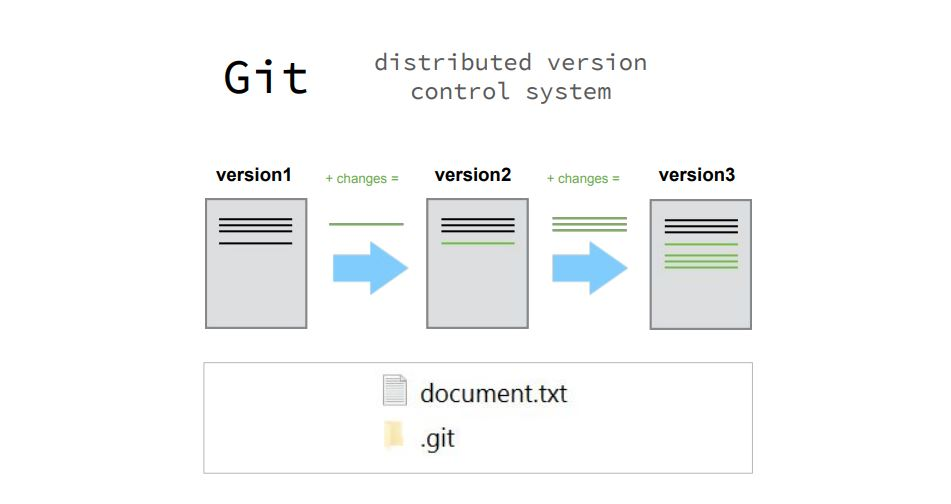 Git
distributed version
control system
version1
+ changes =
version2
+ changes =
version3
document.txt
.git